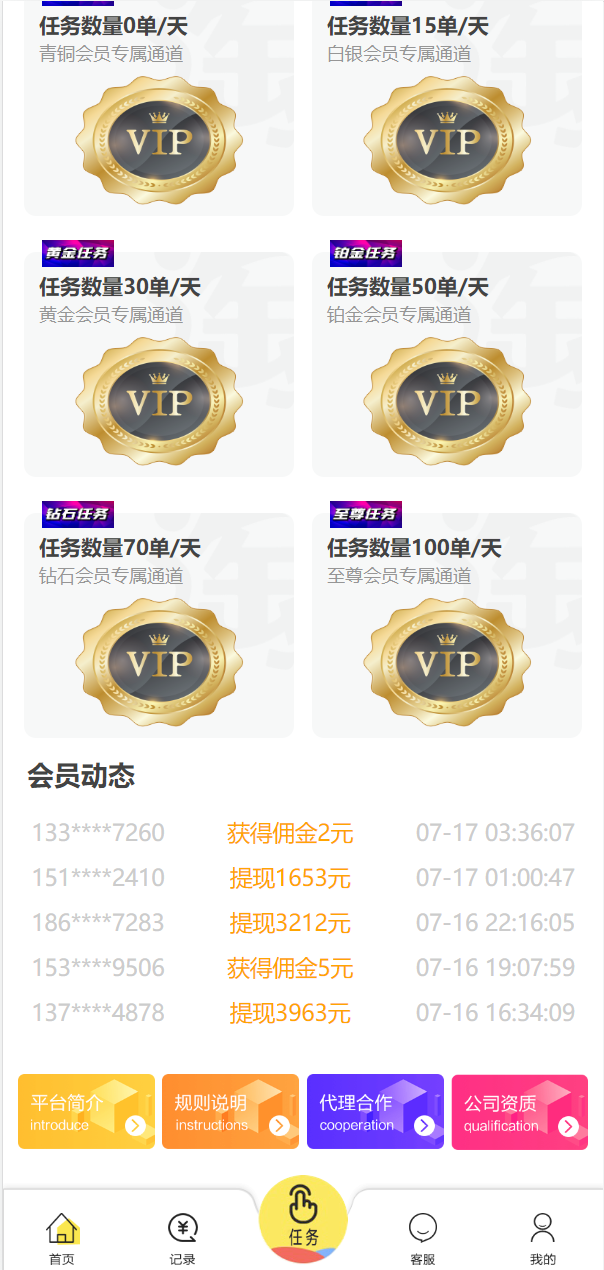 任务数量0单/天
任务数量15单/天
青铜会员专属通道
白银会员专属通道
VIP
VIP
黄金任务
铂金任务
任务数量30单/天
任务数量50单/天
黄金会员专属通道
铂金会员专属通道
VIP
VIP
钻石任务
至尊任务
任务数量70单/天
任务数量100单/天
钻石会员专属通道
至尊会员专属通道
VIP
VIP
会员动态
133****7260 获得佣金2元 07-17 03:36:07
151****2410 提现1653元 07-17 01:00:47
186****7283 提现3212元 07-16 22:16:05
153****9506 获得佣金5元 07-16 19:07:59
137****4878 提现3963元 07-16 16:34:09
平台简介 规则说明 代理合作 公司资质
introduce instructions cooperation qualification
首页 记录 任务 客服 我的